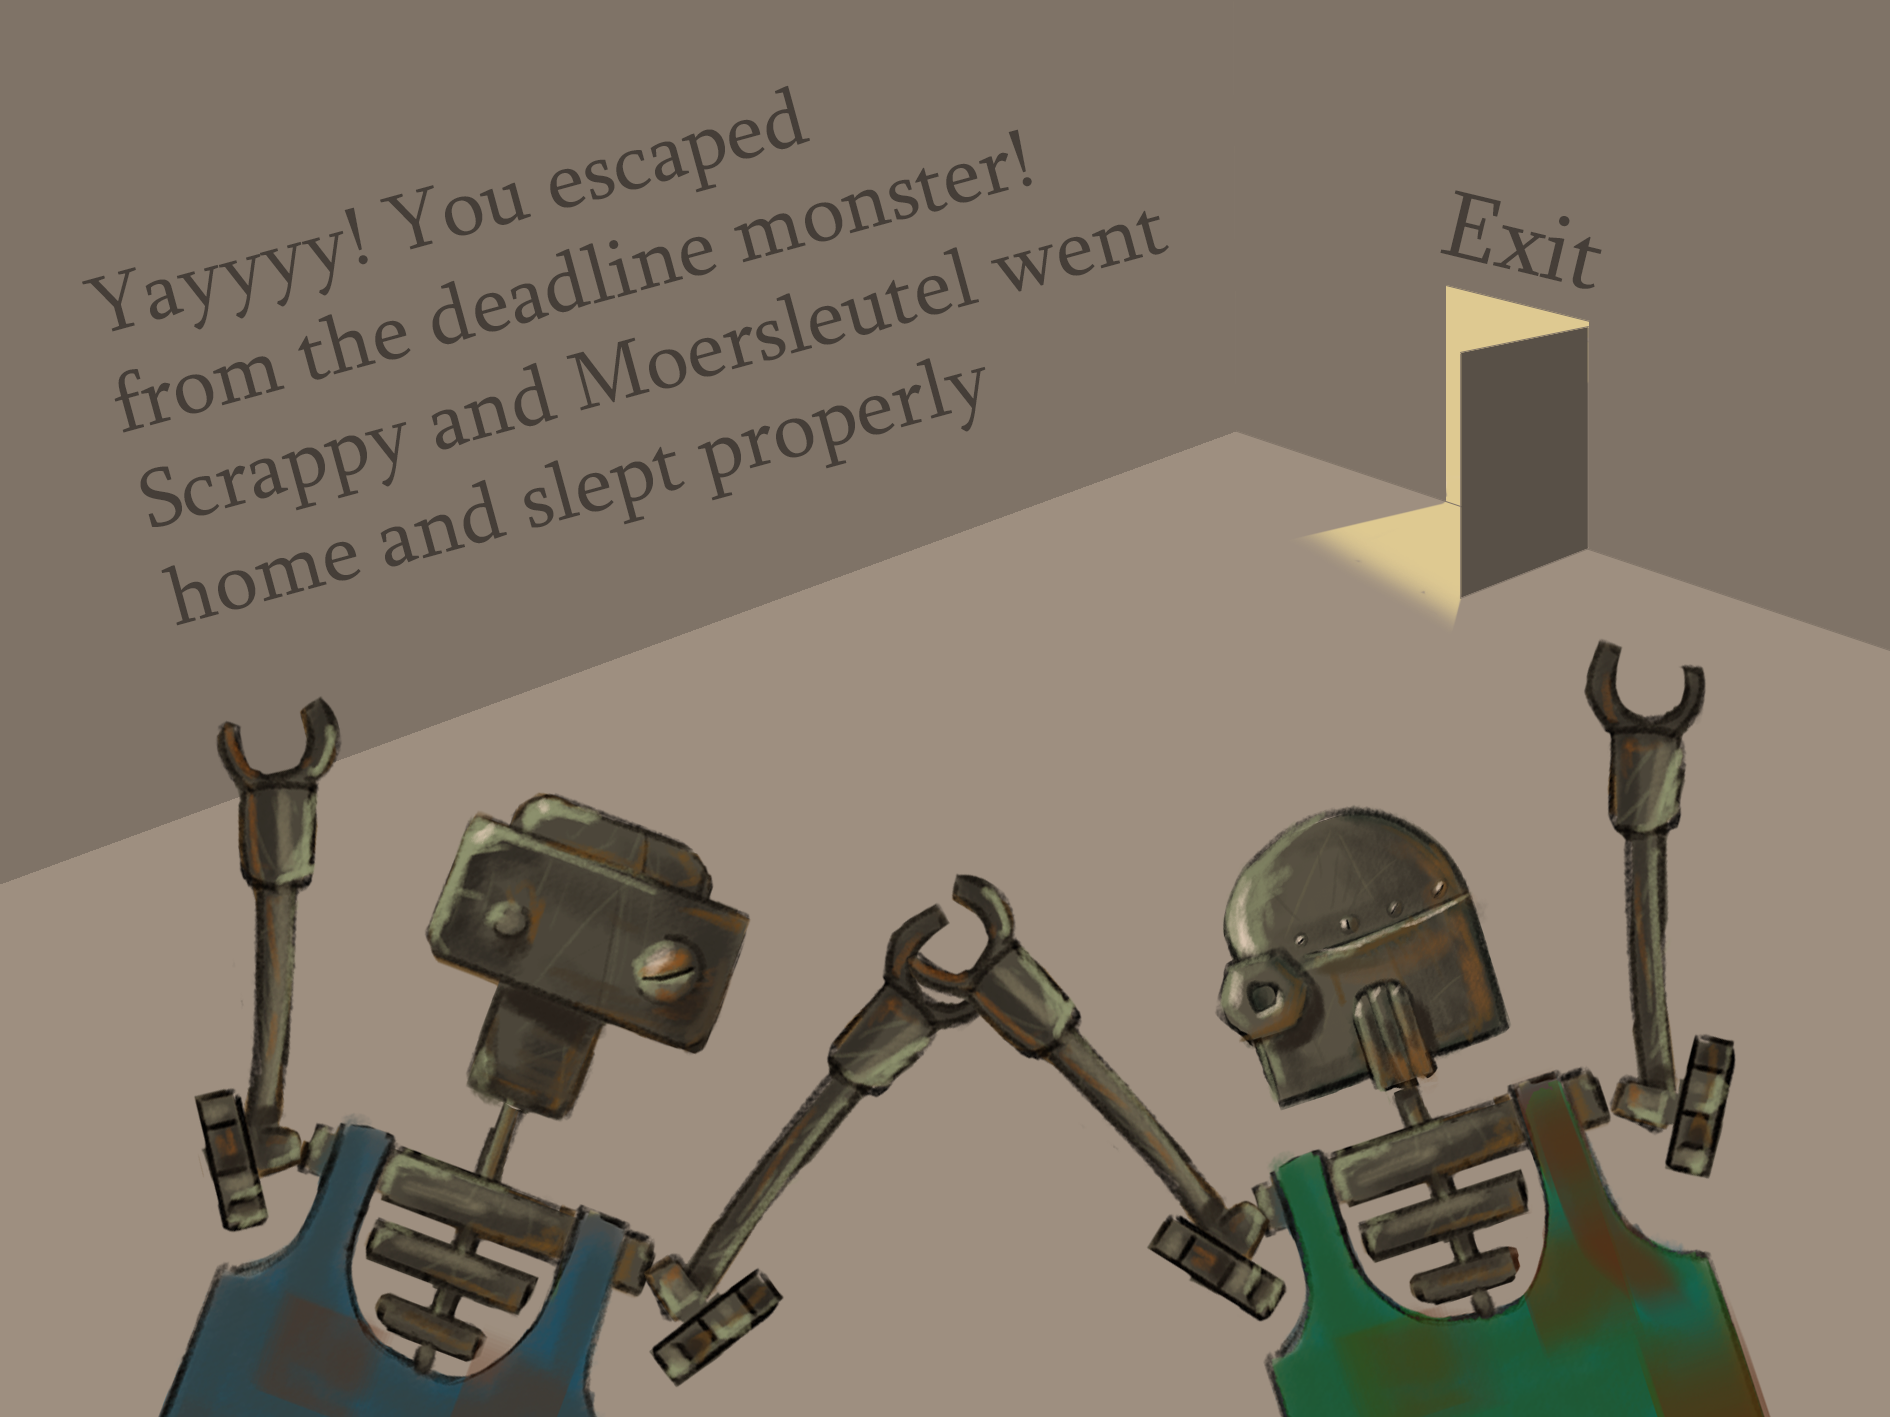 Yayyyy! You escaped
from the deadline monster!
Scrappy and Moersleutel went
home and slept properly
Exit